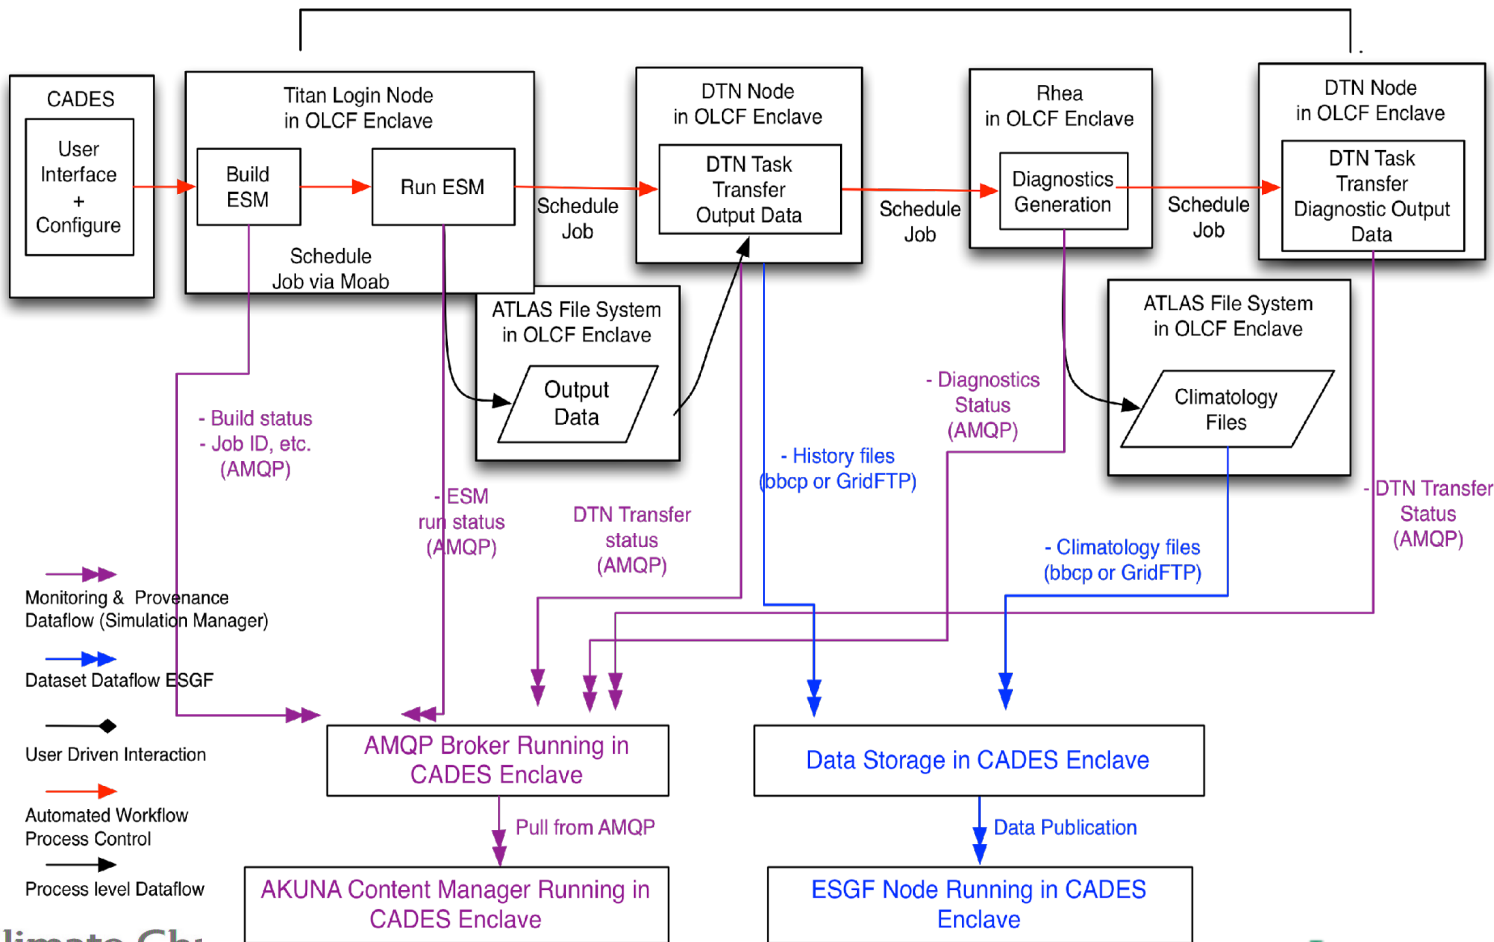 CADES
User
Interface
+
Configure
Titan Login Node
in OLCF Enclave
Build
ESM
Run ESM
Schedule
Job via Moab
Schedule
Job
DTN Node
in OLCF Enclave
DTN Task
Transfer
Output Data
Schedule
Job
Rhea
in OLCF Enclave
Diagnostics
Generation
Schedule
Job
DTN Node
in OLCF Enclave
DTN Task
Transfer
Diagnostic Output
Data
ATLAS File System
in OLCF Enclave
Output
Data
ATLAS File System
in OLCF Enclave
Climatology
Files
- Build status
- Job ID, etc.
(AMQP)
- ESM
run status
(AMQP)
DTN Transfer
status
(AMQP)
- History files
(bbcp or GridFTP)
- Diagnostics
Status
(AMQP)
- Climatology files
(bbcp or GridFTP)
- DTN Transfer
Status
(AMQP)
Monitoring & Provenance
Dataflow (Simulation Manager)
Dataset Dataflow ESGF
User Driven Interaction
Automated Workflow
Process Control
Process level Dataflow
AMQP Broker Running in
CADES Enclave
Pull from AMQP
AKUNA Content Manager Running in
CADES Enclave
Data Storage in CADES Enclave
Data Publication
ESGF Node Running in CADES
Enclave